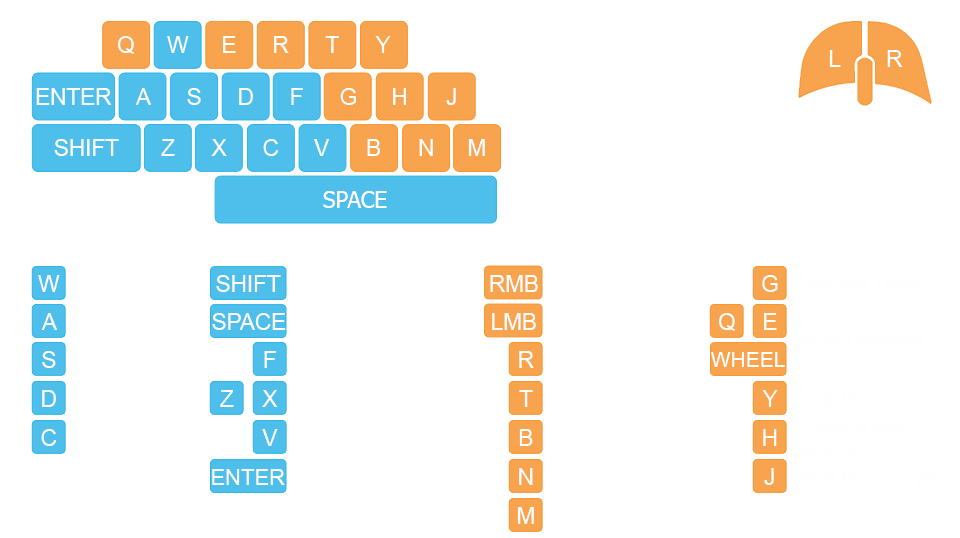 Q W E R T Y
L R
ENTER A S D F G H J
SHIFT Z X C V B N M
SPACE
W
A
S
D
C
SHIFT
SPACE
F
Z X
V
ENTER
RMB
LMB
R
T
B
N
M
G
Q E
WHEEL
Y
H
J